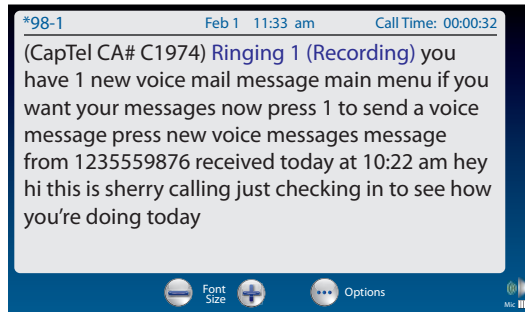 *98-1 Feb 1 11:33 am Call Time: 00:00:32
(CapTel CA# C1974) Ringing 1 (Recording) you
have 1 new voice mail message main menu if you
want your messages now press 1 to send a voice
message press new voice messages message
from 1235559876 received today at 10:22 am hey
hi this is sherry calling just checking in to see how
you're doing today
Font
Size
Options
Mic